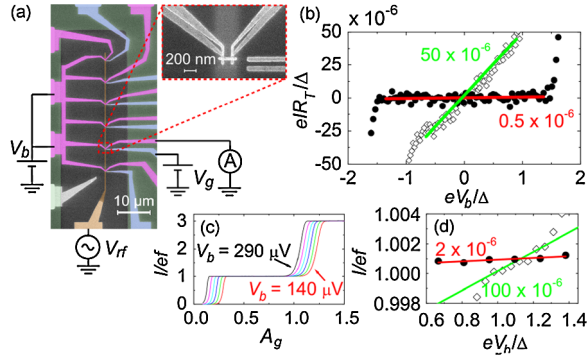 (a)
200 nm
V_b
A
V_g
10 μm
V_rf
(b)
50 x 10⁻⁶
25
0
-25
-50
eIR_T/Δ
50 x 10⁻⁶
0.5 x 10⁻⁶
-2 -1 0 1 2
eV_b/Δ
(c)
3
2
1
0
I/ef
V_b = 290 μV
V_b = 140 μV
0.0 0.5 1.0 1.5
A_g
(d)
1.004
1.002
1.000
0.998
I/ef
2 x 10⁻⁶
100 x 10⁻⁶
0.6 0.8 1.0 1.2 1.4
eV_b/Δ